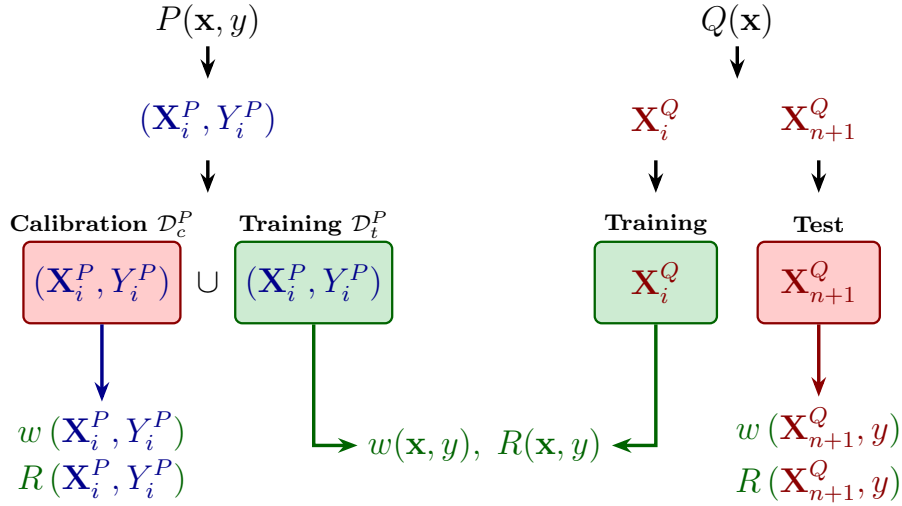 P(𝐱, y) Q(𝐱)
(𝐗_i^P, Y_i^P) 𝐗_i^Q 𝐗_{n+1}^Q
Calibration 𝒟_c^P Training 𝒟_t^P Training Test
(𝐗_i^P, Y_i^P) ∪ (𝐗_i^P, Y_i^P) 𝐗_i^Q 𝐗_{n+1}^Q
w(𝐗_i^P, Y_i^P) w(𝐱, y), R(𝐱, y) w(𝐗_{n+1}^Q, y)
R(𝐗_i^P, Y_i^P) R(𝐗_{n+1}^Q, y)